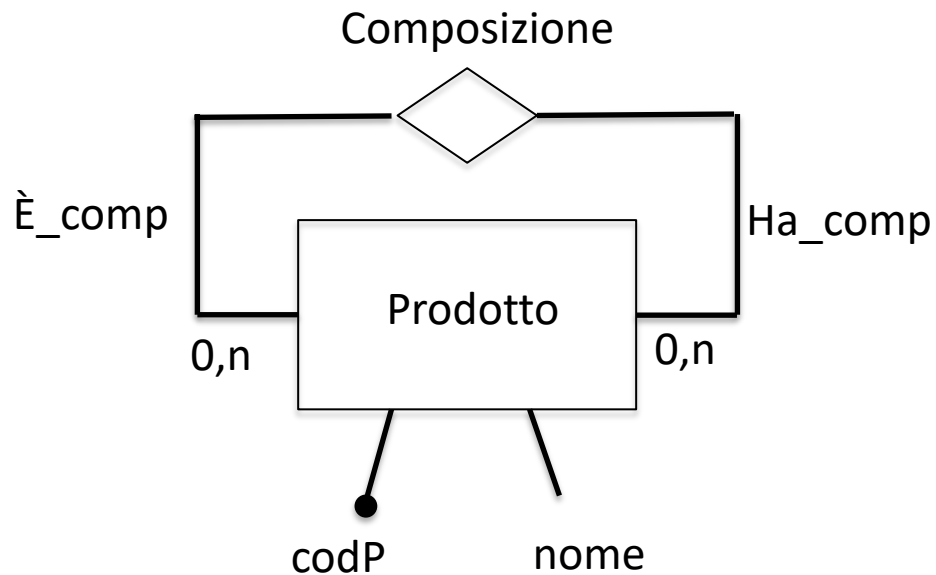 Composizione
È_comp
Ha_comp
Prodotto
0,n
0,n
codP
nome